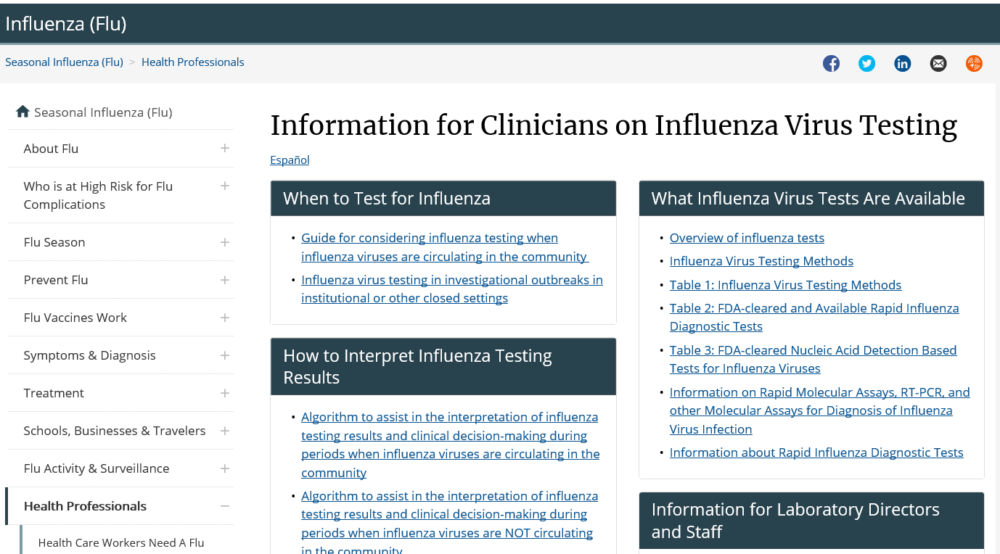 Influenza (Flu)
Seasonal Influenza (Flu) > Health Professionals
Seasonal Influenza (Flu)
About Flu
Who is at High Risk for Flu
Complications
Flu Season
Prevent Flu
Flu Vaccines Work
Symptoms & Diagnosis
Treatment
Schools, Businesses & Travelers
Flu Activity & Surveillance
Health Professionals
Health Care Workers Need A Flu
Information for Clinicians on Influenza Virus Testing
Español
When to Test for Influenza
• Guide for considering influenza testing when
influenza viruses are circulating in the community
• Influenza virus testing in investigational outbreaks in
institutional or other closed settings
How to Interpret Influenza Testing
Results
• Algorithm to assist in the interpretation of influenza
testing results and clinical decision-making during
periods when influenza viruses are circulating in the
community
• Algorithm to assist in the interpretation of influenza
testing results and clinical decision-making during
periods when influenza viruses are NOT circulating
in the community
What Influenza Virus Tests Are Available
• Overview of influenza tests
• Influenza Virus Testing Methods
• Table 1: Influenza Virus Testing Methods
• Table 2: FDA-cleared and Available Rapid Influenza
Diagnostic Tests
• Table 3: FDA-cleared Nucleic Acid Detection Based
Tests for Influenza Viruses
• Information on Rapid Molecular Assays, RT-PCR, and
other Molecular Assays for Diagnosis of Influenza
Virus Infection
• Information about Rapid Influenza Diagnostic Tests
Information for Laboratory Directors
and Staff